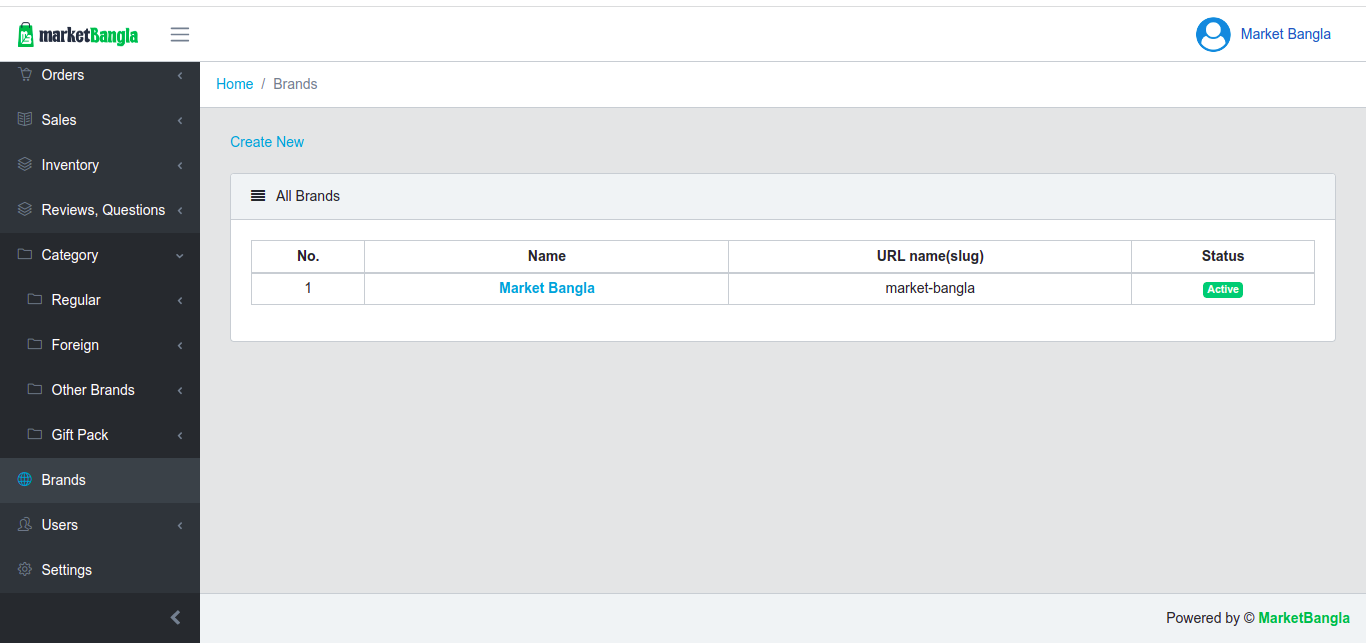 marketBangla
Market Bangla
Orders
Sales
Inventory
Reviews, Questions
Category
Regular
Foreign
Other Brands
Gift Pack
Brands
Users
Settings
Home / Brands
Create New
All Brands
No. Name URL name(slug) Status
1 Market Bangla market-bangla Active
Powered by © MarketBangla